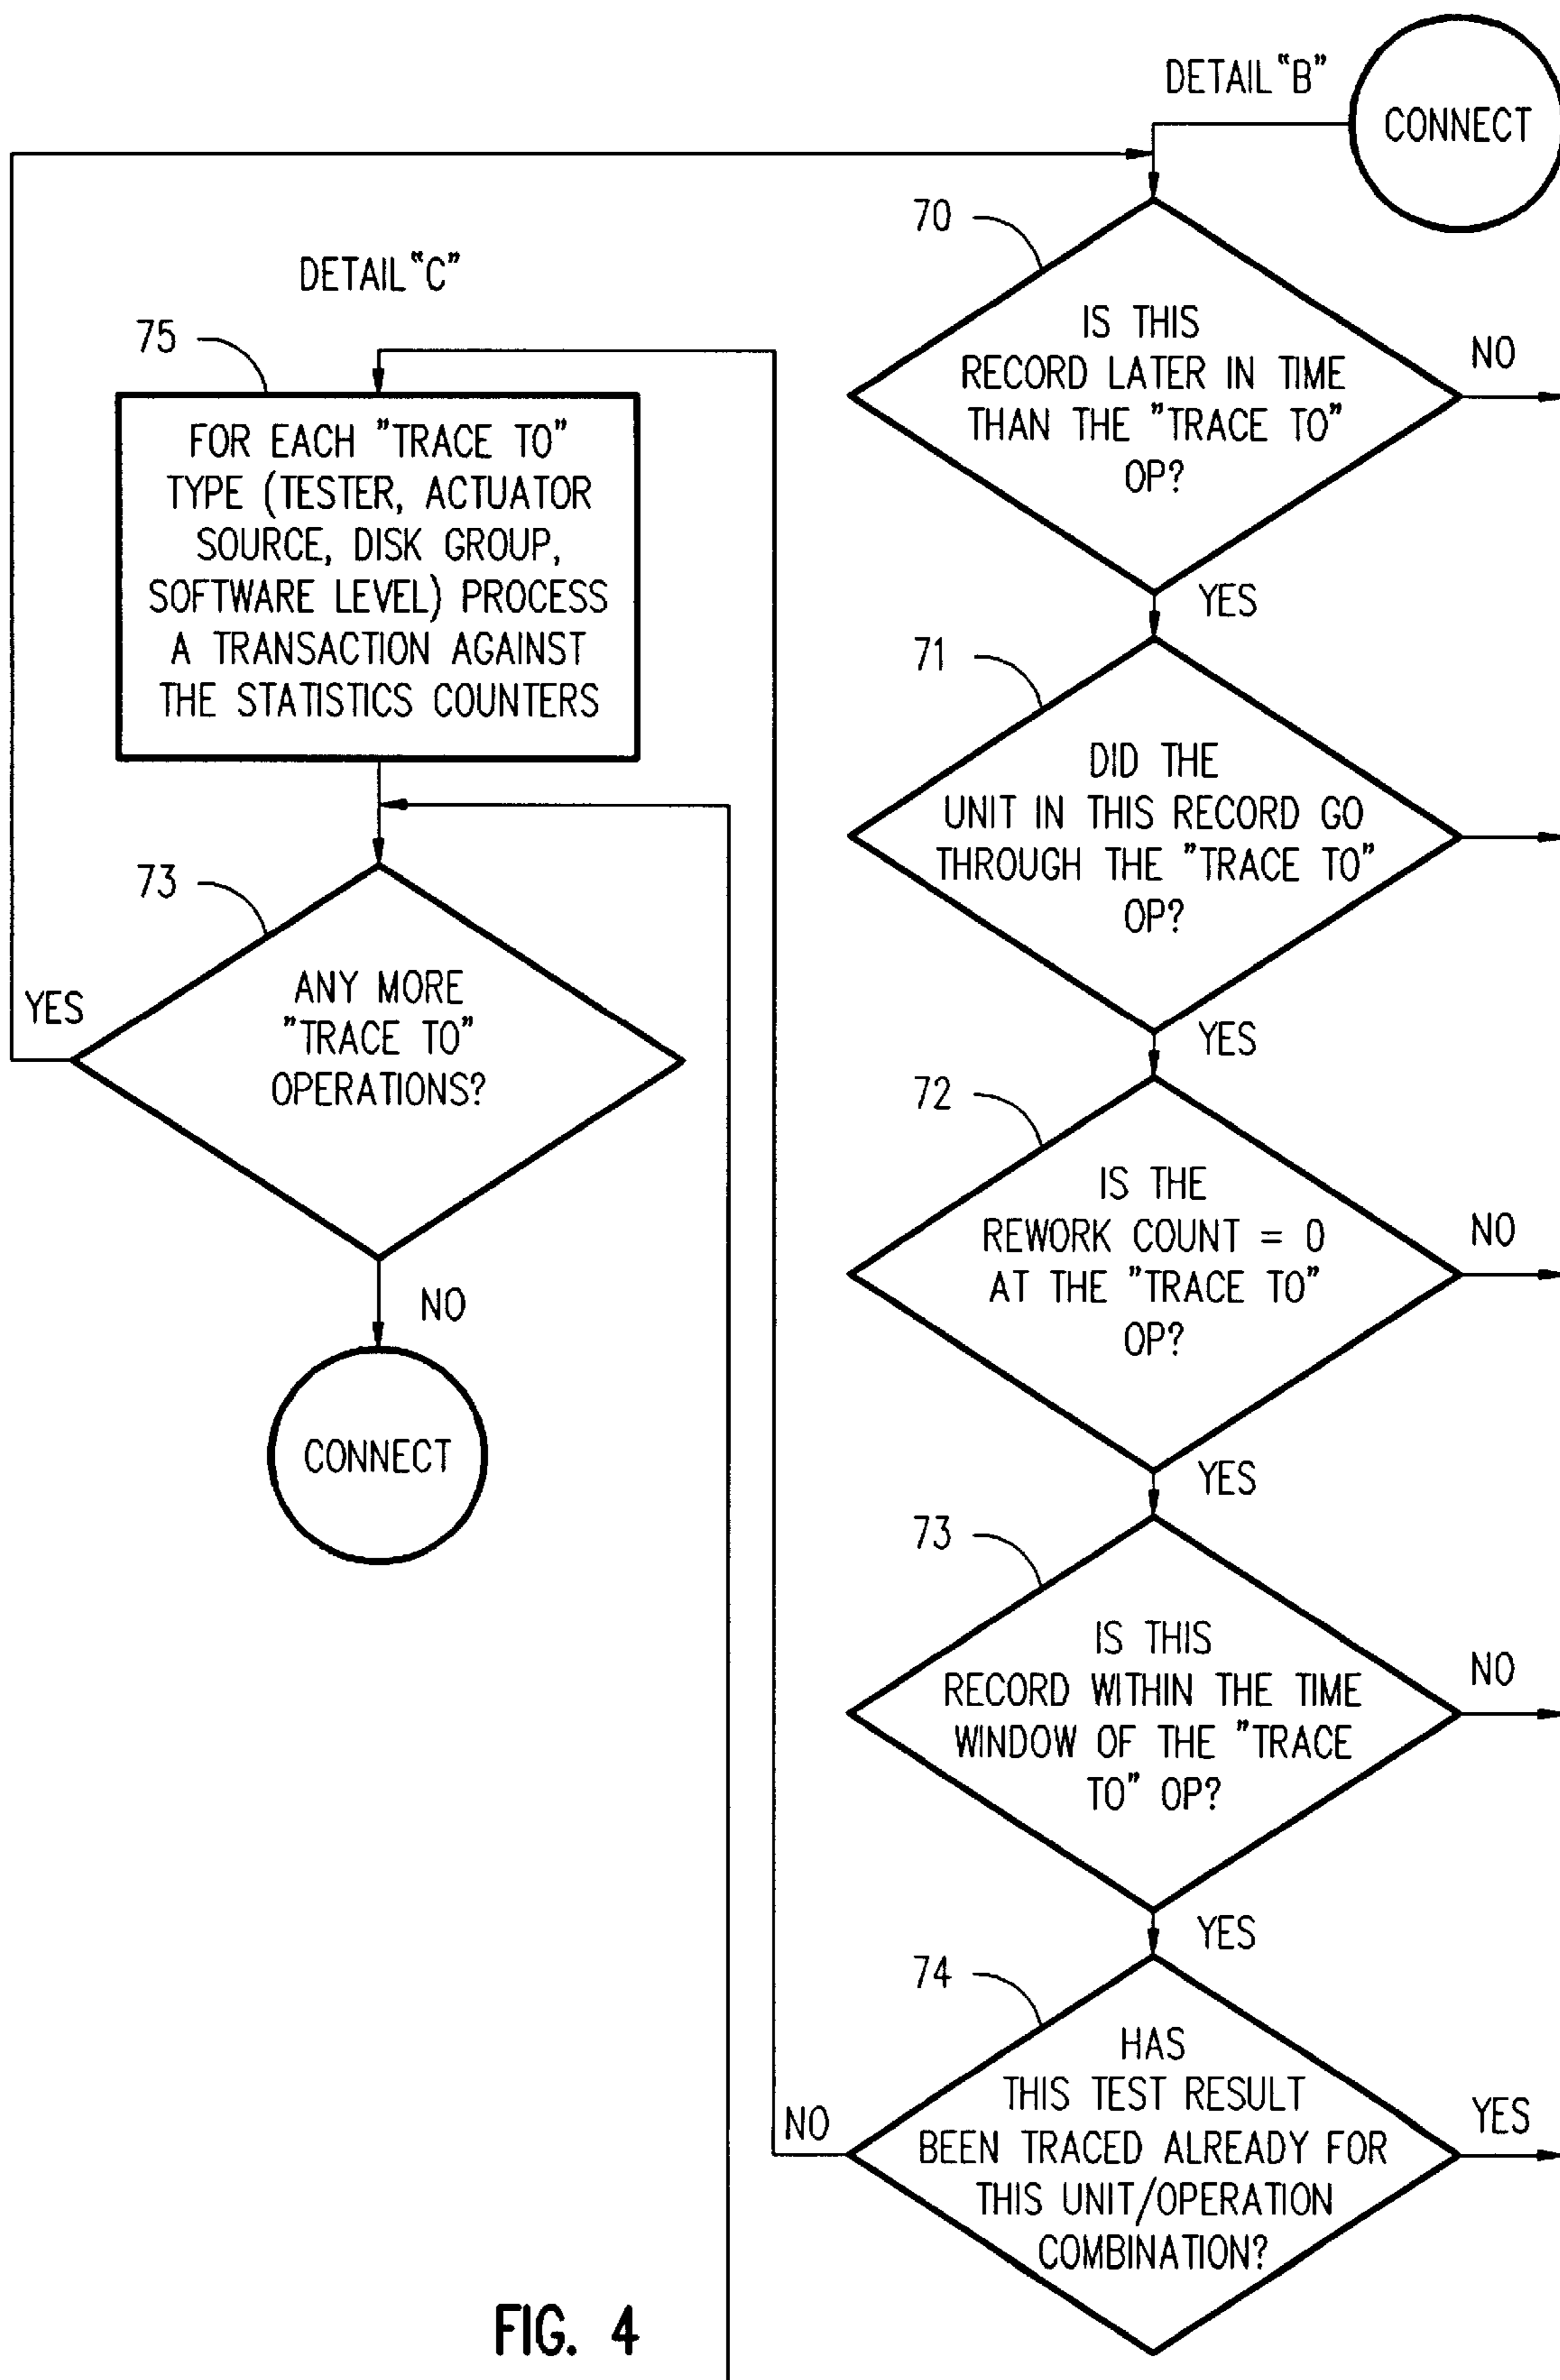 DETAIL "B"
CONNECT
70
IS THIS
RECORD LATER IN TIME
THAN THE "TRACE TO"
OP?
NO
YES
71
DID THE
UNIT IN THIS RECORD GO
THROUGH THE "TRACE TO"
OP?
YES
72
IS THE
REWORK COUNT = 0
AT THE "TRACE TO"
OP?
NO
YES
73
IS THIS
RECORD WITHIN THE TIME
WINDOW OF THE "TRACE
TO" OP?
NO
YES
74
HAS
THIS TEST RESULT
BEEN TRACED ALREADY FOR
THIS UNIT/OPERATION
COMBINATION?
NO
YES
DETAIL "C"
75
FOR EACH "TRACE TO"
TYPE (TESTER, ACTUATOR
SOURCE, DISK GROUP,
SOFTWARE LEVEL) PROCESS
A TRANSACTION AGAINST
THE STATISTICS COUNTERS
73
ANY MORE
"TRACE TO"
OPERATIONS?
YES
NO
CONNECT
FIG. 4